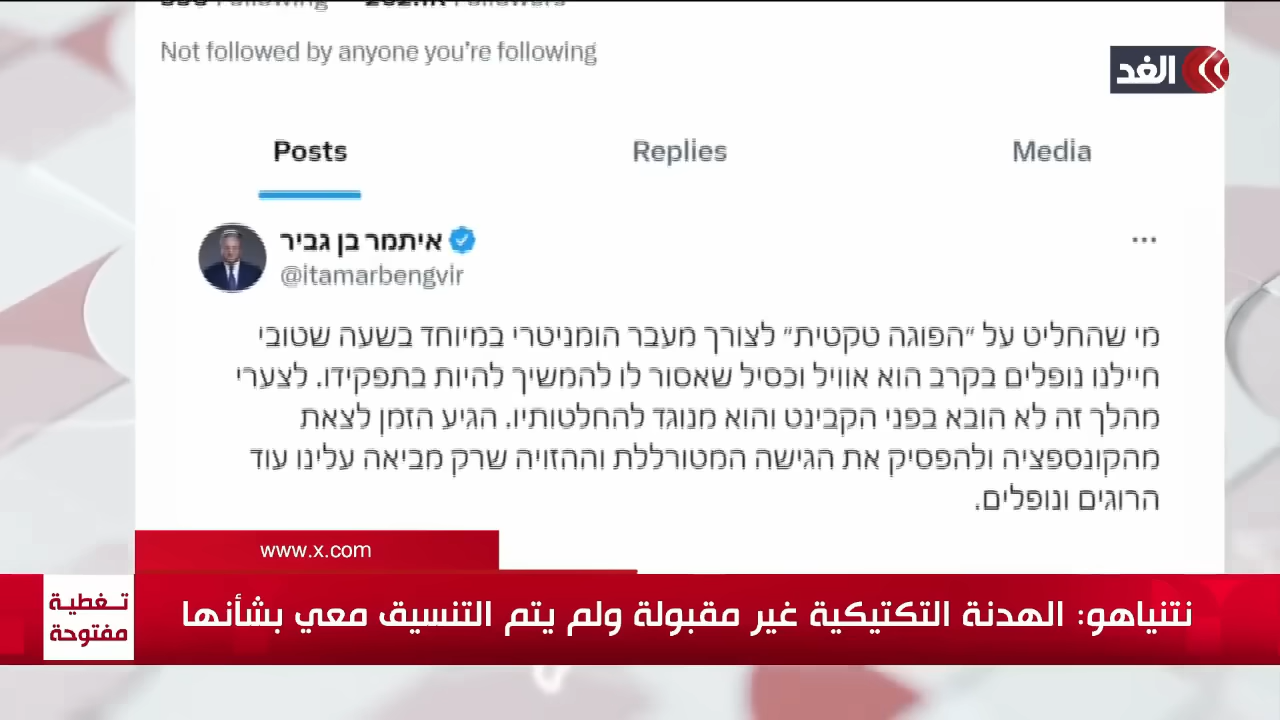 Not followed by anyone you're following
الغد
Posts
Replies
Media
איתמר בן גביר
@itamarbengvir
מי שהחליט על "הפוגה טקטית" לצורך מעבר הומניטרי במיוחד בשעה שטובי
חיילנו נופלים בקרב הוא אוויל וכסיל שאסור לו להמשיך להיות בתפקידו. לצערי
מהלך זה לא הובא בפני הקבינט והוא מנוגד להחלטותיו. הגיע הזמן לצאת
מהקונספציה ולהפסיק את הגישה המטורללת וההזויה שרק מביאה עלינו עוד
הרוגים ונופלים.
www.x.com
نتنياهو: الهدنة التكتيكية غير مقبولة ولم يتم التنسيق معي بشأنها
تـغـطيـة
مفتوحة